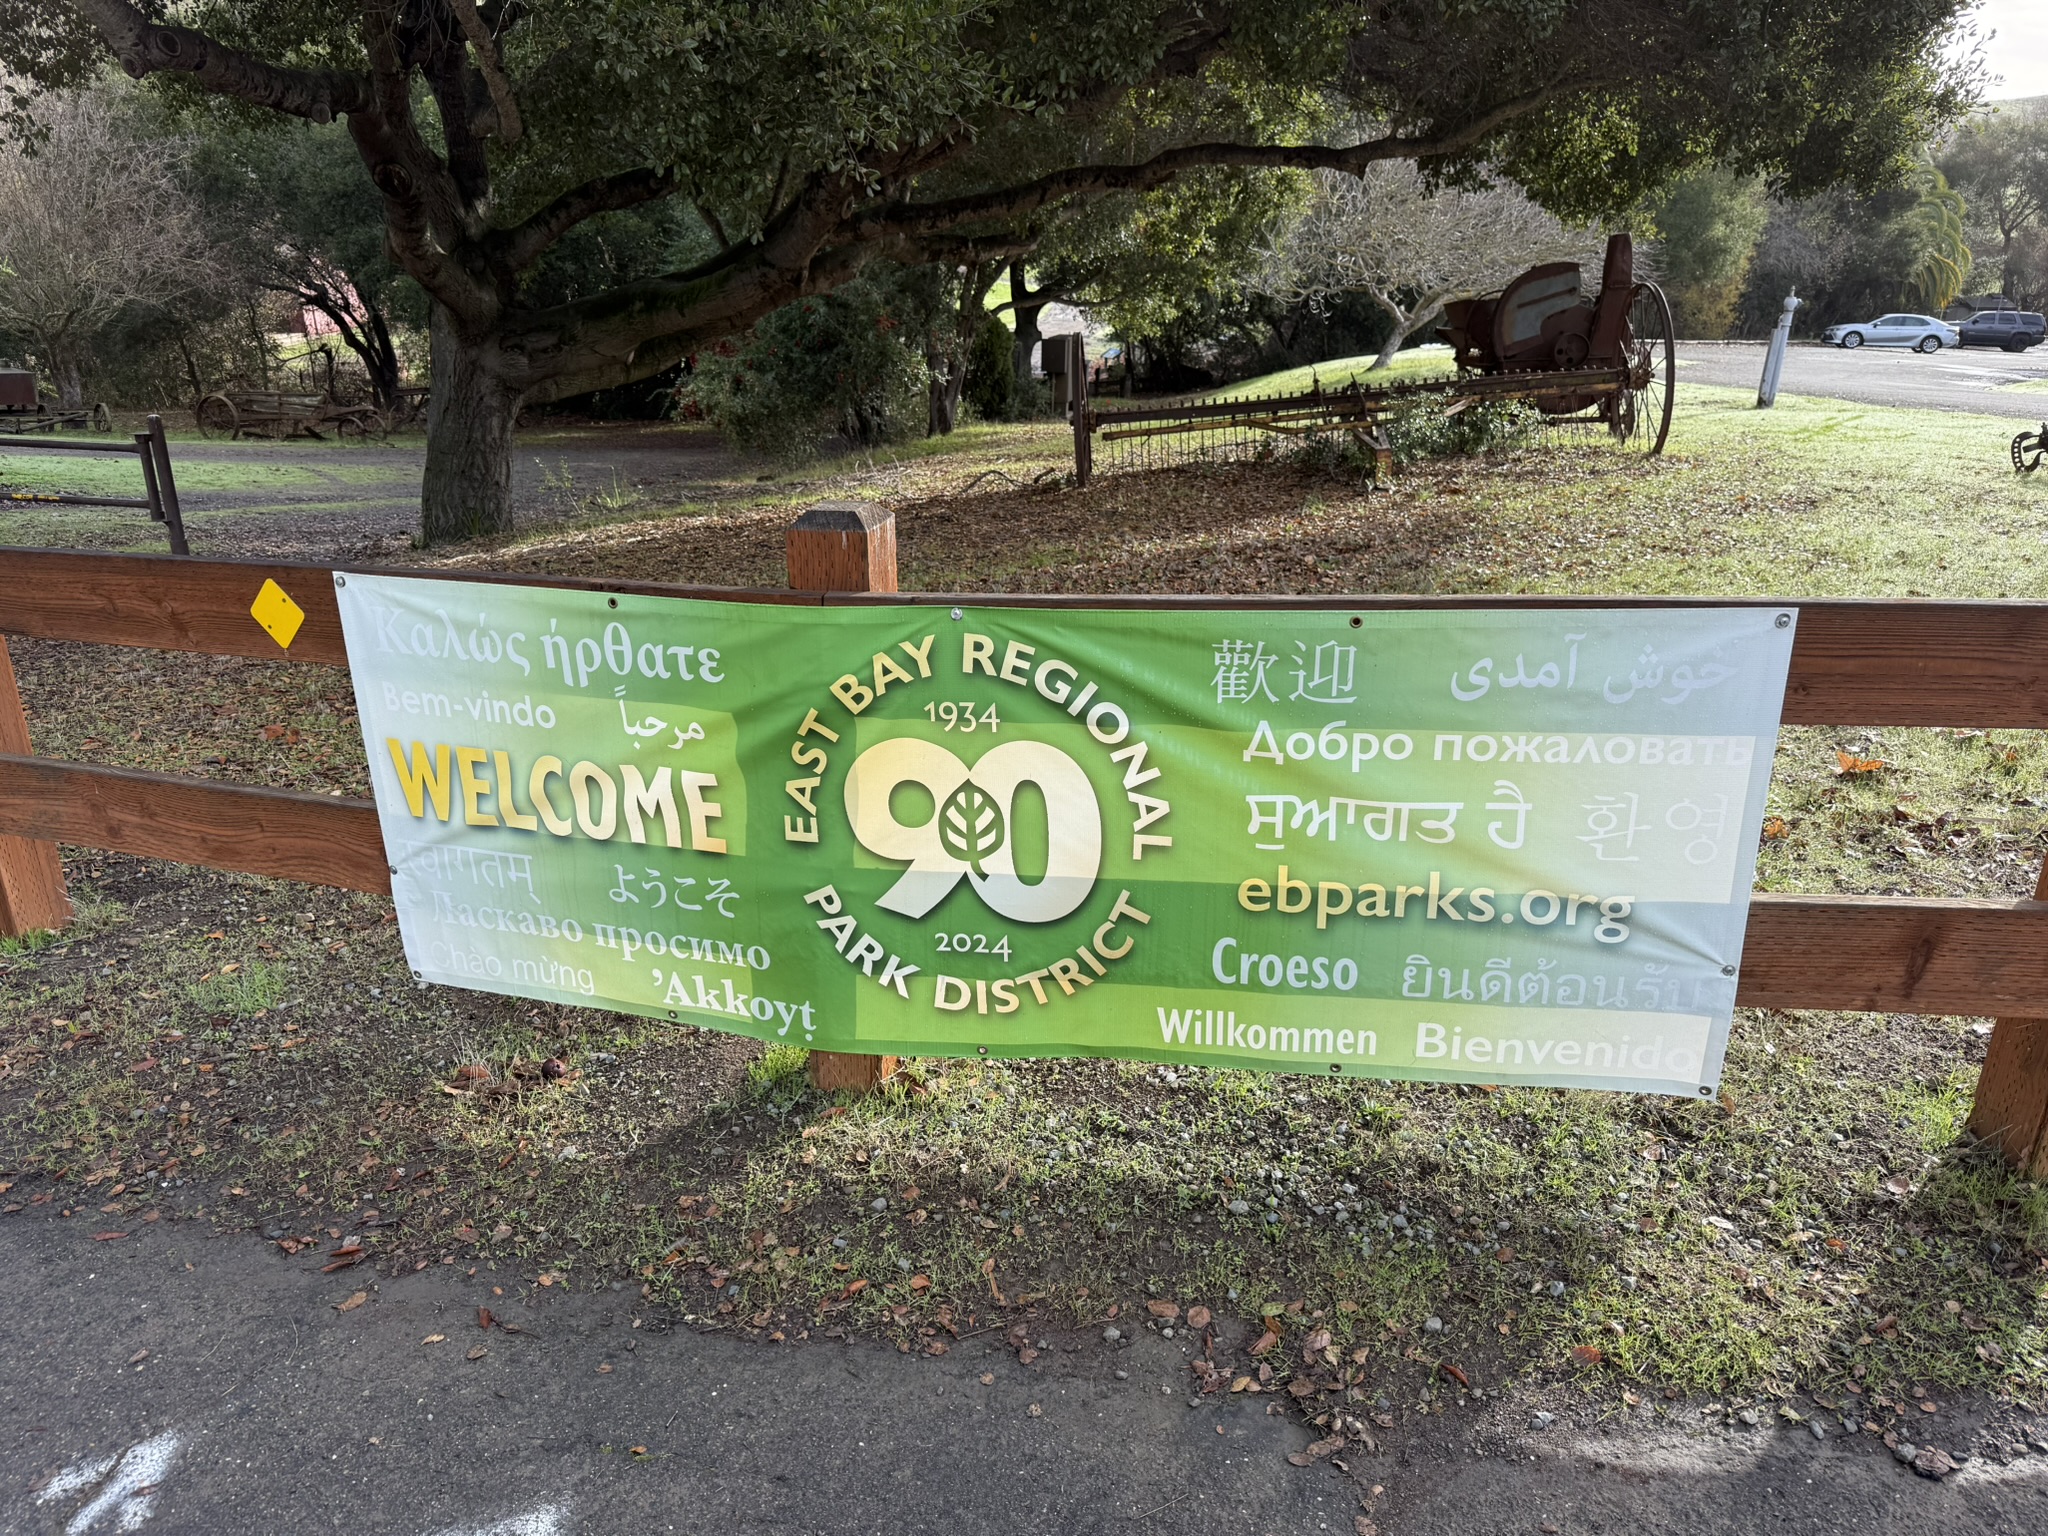 Καλώς ήρθατε
Bem-vindo مرحباً
WELCOME
स्वागतम्
ようこそ
Ласкаво просимо
Chào mừng
’Akkoyṭ
EAST BAY REGIONAL
1934
90
2024
PARK DISTRICT
歡迎 خوش آمدی
Добро пожаловать
ਸੁਆਗਤ ਹੈ 환영
ebparks.org
Croeso ยินดีต้อนรับ
Willkommen Bienvenido